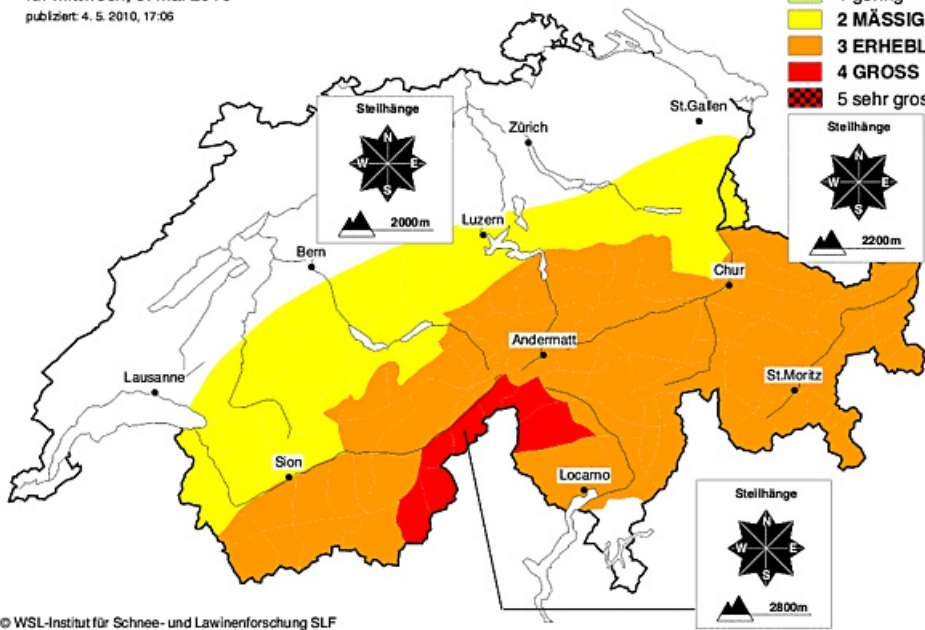 publiziert: 4. 5. 2010, 17:06
2 MÄSSIG
3 ERHEBL
4 GROSS
5 sehr gros
Steilhänge
N
W E
S
2000m
Steilhänge
N
W E
S
2200m
St.Gallen
Zürich
Luzern
Bern
Chur
Andermatt
St.Moritz
Lausanne
Sion
Locarno
Steilhänge
N
W E
S
2800m
© WSL-Institut für Schnee- und Lawinenforschung SLF